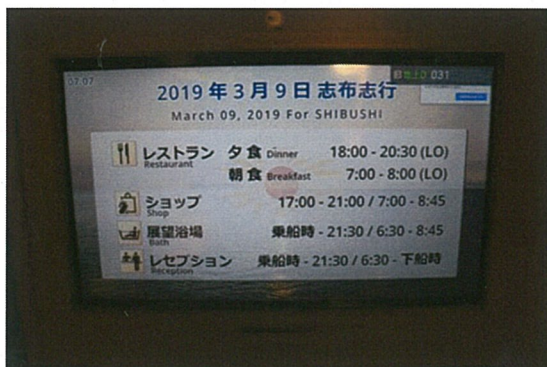 07:07
地上D 031
2019年3月9日 志布志行
March 09, 2019 For SHIBUSHI
レストラン 夕食 Dinner 18:00 - 20:30 (LO)
Restaurant
朝食 Breakfast 7:00 - 8:00 (LO)
ショップ 17:00 - 21:00 / 7:00 - 8:45
Shop
展望浴場 乗船時 - 21:30 / 6:30 - 8:45
Bath
レセプション 乗船時 - 21:30 / 6:30 - 下船時
Reception